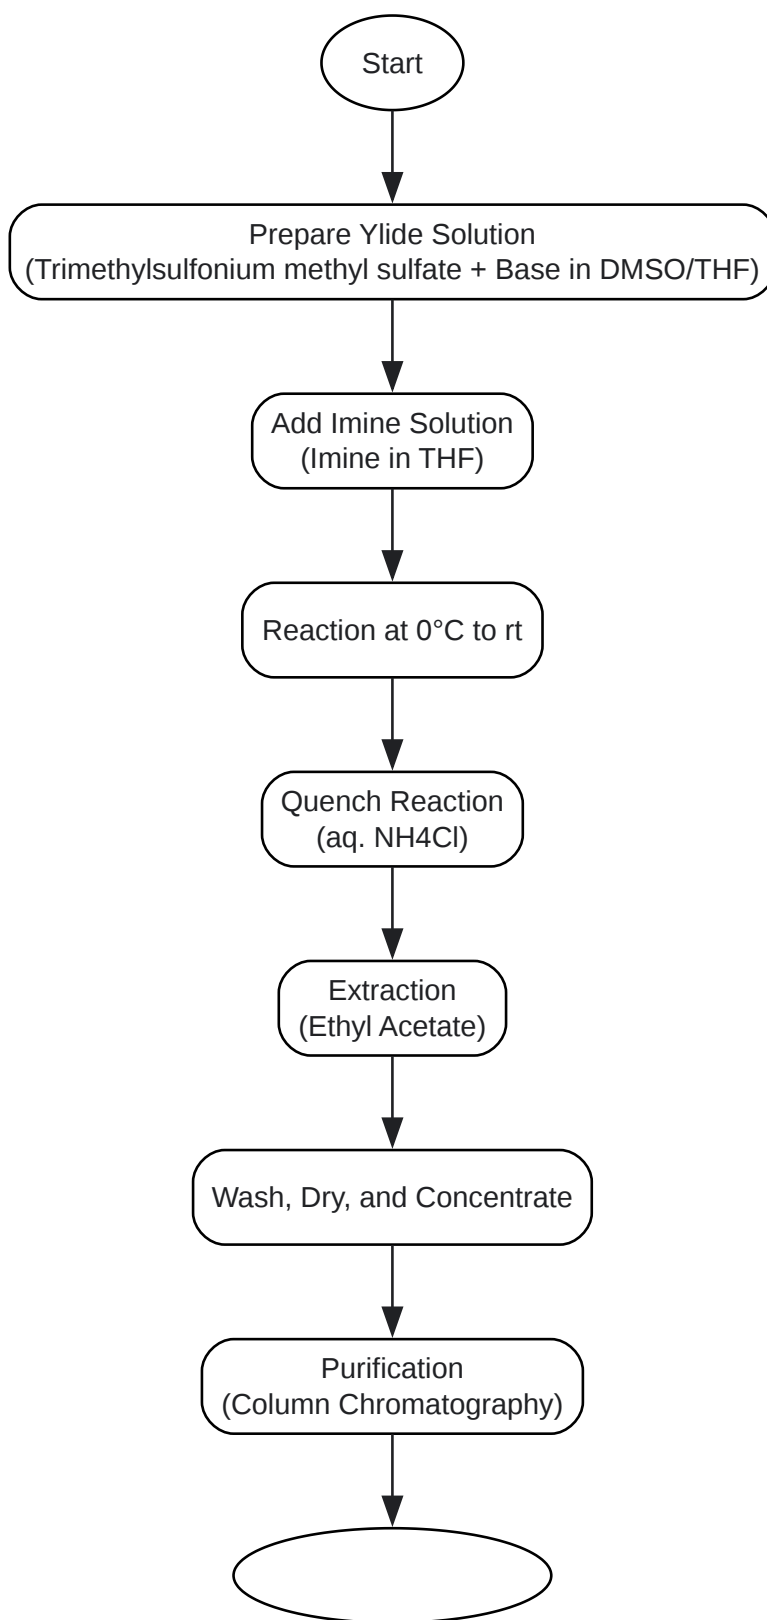 Start
Prepare Ylide Solution
(Trimethylsulfonium methyl sulfate + Base in DMSO/THF)
Add Imine Solution
(Imine in THF)
Reaction at 0°C to rt
Quench Reaction
(aq. NH4Cl)
Extraction
(Ethyl Acetate)
Wash, Dry, and Concentrate
Purification
(Column Chromatography)